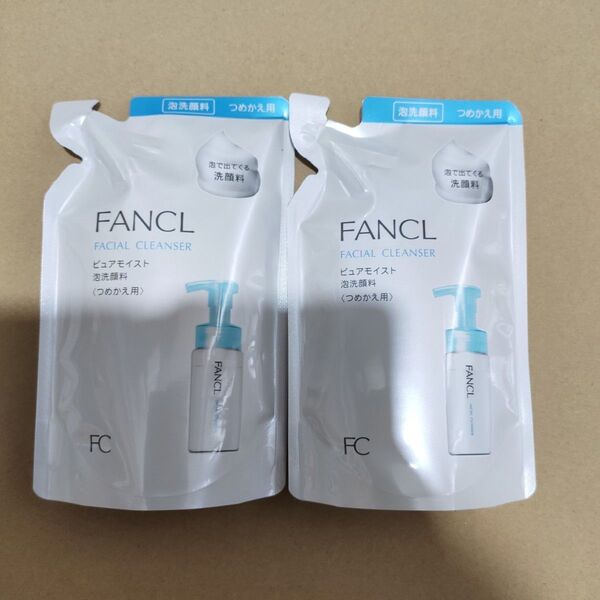 泡洗顔料 つめかえ用
泡で出てくる
洗顔料
FANCL
FACIAL CLEANSER
ピュアモイスト
泡洗顔料
〈つめかえ用〉
FANCL
FC
泡洗顔料 つめかえ用
泡で出てくる
洗顔料
FANCL
FACIAL CLEANSER
ピュアモイスト
泡洗顔料
〈つめかえ用〉
FANCL
FACIAL CLEANSER
FC